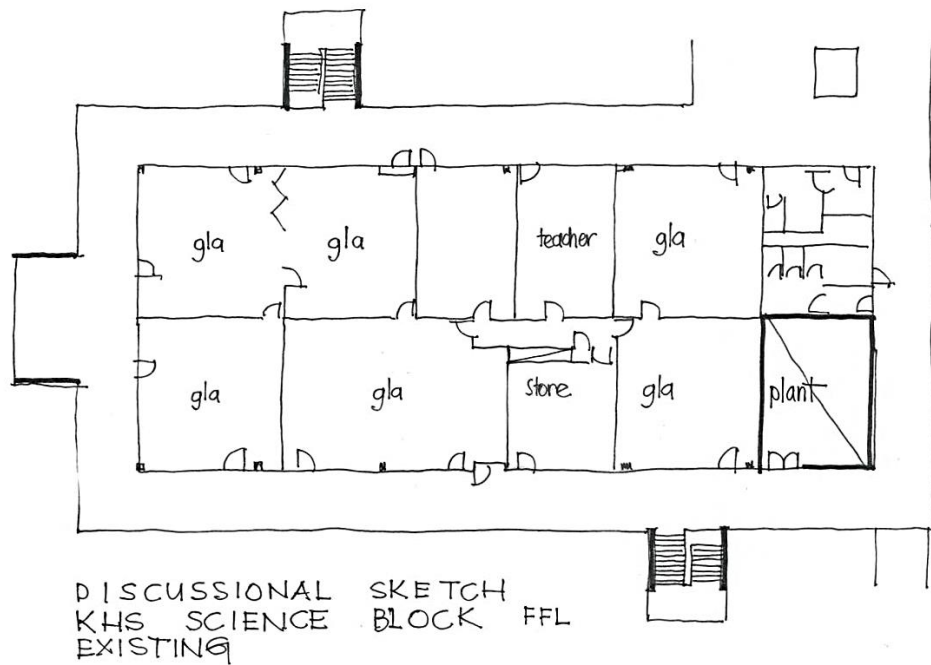 gla gla teacher gla
gla gla store gla plant
DISCUSSIONAL SKETCH
KHS SCIENCE BLOCK FFL
EXISTING